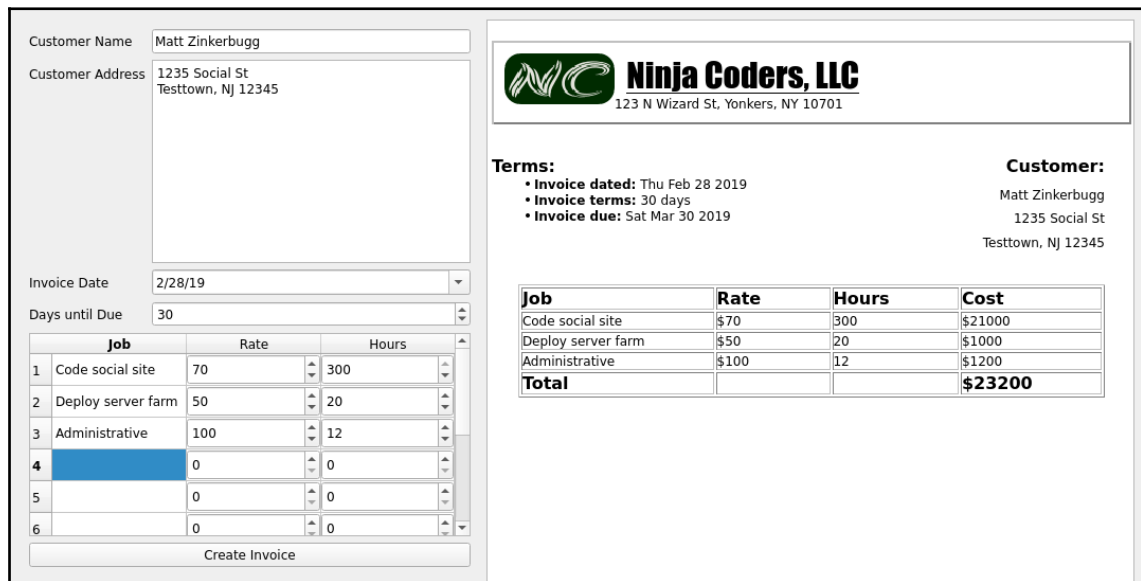 Customer Name Matt Zinkerbugg
Customer Address 1235 Social St
Testtown, NJ 12345
Invoice Date 2/28/19
Days until Due 30
Job Rate Hours
1 Code social site 70 300
2 Deploy server farm 50 20
3 Administrative 100 12
4 0 0
5 0 0
6 0 0
Create Invoice
NC
Ninja Coders, LLC
123 N Wizard St, Yonkers, NY 10701
Terms:
• Invoice dated: Thu Feb 28 2019
• Invoice terms: 30 days
• Invoice due: Sat Mar 30 2019
Customer:
Matt Zinkerbugg
1235 Social St
Testtown, NJ 12345
Job Rate Hours Cost
Code social site $70 300 $21000
Deploy server farm $50 20 $1000
Administrative $100 12 $1200
Total $23200